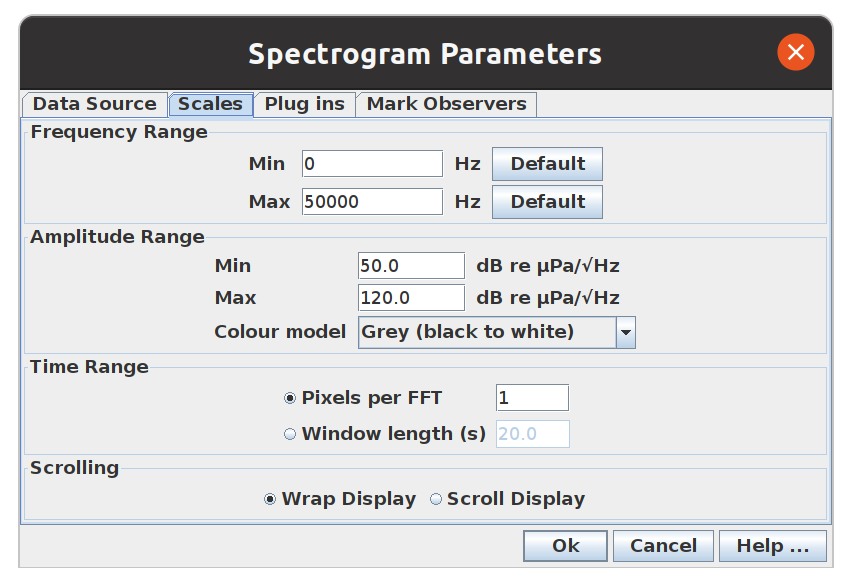 Spectrogram Parameters
Data Source Scales Plug ins Mark Observers
Frequency Range
Min 0 Hz Default
Max 50000 Hz Default
Amplitude Range
Min 50.0 dB re µPa/√Hz
Max 120.0 dB re µPa/√Hz
Colour model Grey (black to white)
Time Range
Pixels per FFT 1
Window length (s) 20.0
Scrolling
Wrap Display Scroll Display
Ok Cancel Help ...